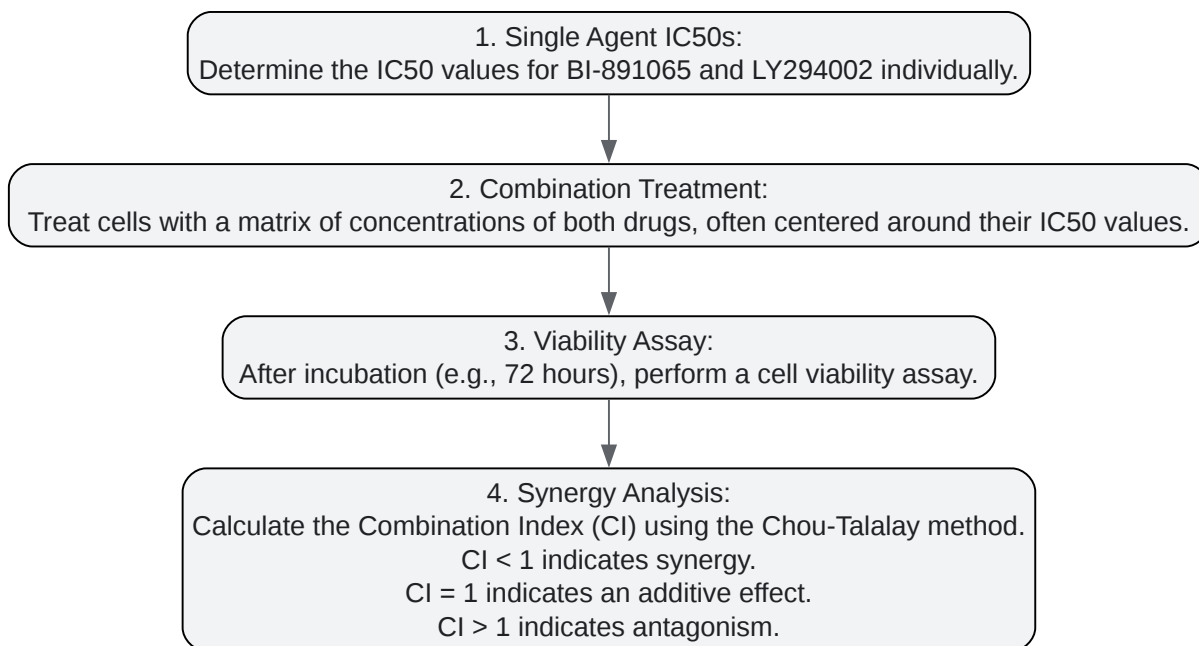 1. Single Agent IC50s:
Determine the IC50 values for BI-891065 and LY294002 individually.
2. Combination Treatment:
Treat cells with a matrix of concentrations of both drugs, often centered around their IC50 values.
3. Viability Assay:
After incubation (e.g., 72 hours), perform a cell viability assay.
4. Synergy Analysis:
Calculate the Combination Index (CI) using the Chou-Talalay method.
CI < 1 indicates synergy.
CI = 1 indicates an additive effect.
CI > 1 indicates antagonism.